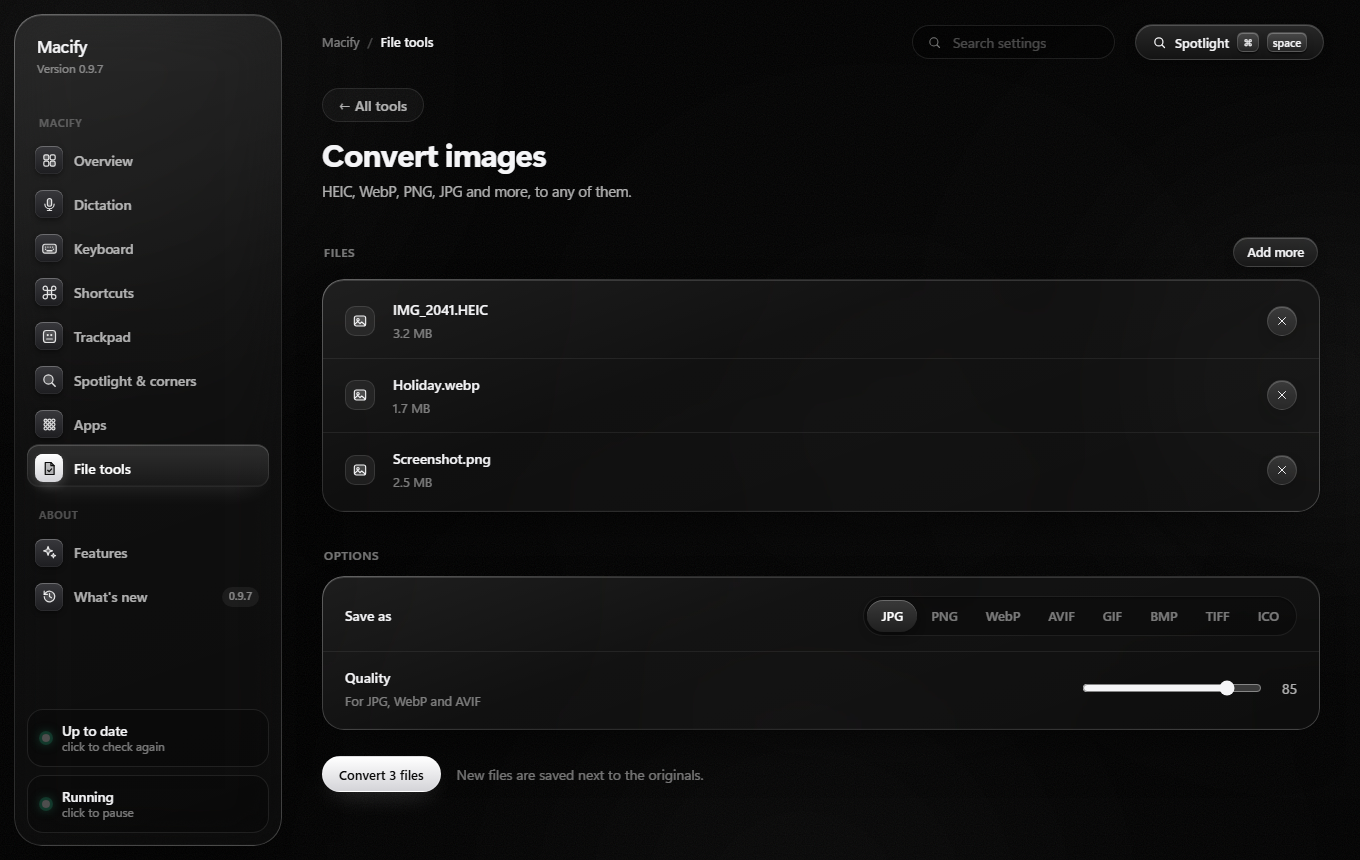 Macify
Version 0.9.7
MACIFY
Overview
Dictation
Keyboard
Shortcuts
Trackpad
Spotlight & corners
Apps
File tools
ABOUT
Features
What's new 0.9.7
Up to date
click to check again
Running
click to pause
Macify / File tools
Search settings
Spotlight ⌘ space
← All tools
Convert images
HEIC, WebP, PNG, JPG and more, to any of them.
FILES
Add more
IMG_2041.HEIC
3.2 MB
Holiday.webp
1.7 MB
Screenshot.png
2.5 MB
OPTIONS
Save as
JPG PNG WebP AVIF GIF BMP TIFF ICO
Quality
For JPG, WebP and AVIF
85
Convert 3 files
New files are saved next to the originals.